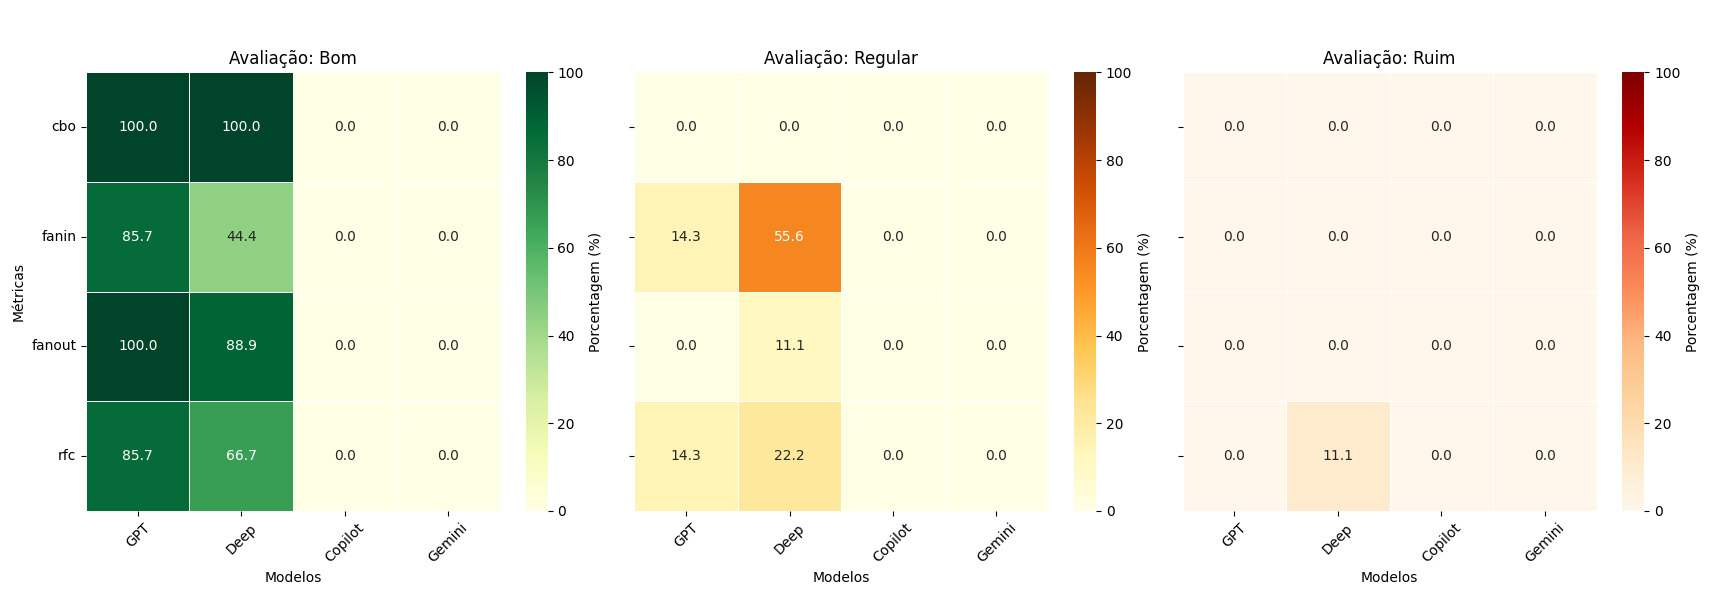 Avaliação: Bom
Métricas
cbo 100.0 100.0 0.0 0.0
fanin 85.7 44.4 0.0 0.0
fanout 100.0 88.9 0.0 0.0
rfc 85.7 66.7 0.0 0.0
GPT Deep Copilot Gemini
Modelos
100
80
60
40
20
0
Porcentagem (%)
Avaliação: Regular
0.0 0.0 0.0 0.0
14.3 55.6 0.0 0.0
0.0 11.1 0.0 0.0
14.3 22.2 0.0 0.0
GPT Deep Copilot Gemini
Modelos
100
80
60
40
20
0
Porcentagem (%)
Avaliação: Ruim
0.0 0.0 0.0 0.0
0.0 0.0 0.0 0.0
0.0 0.0 0.0 0.0
0.0 11.1 0.0 0.0
GPT Deep Copilot Gemini
Modelos
100
80
60
40
20
0
Porcentagem (%)